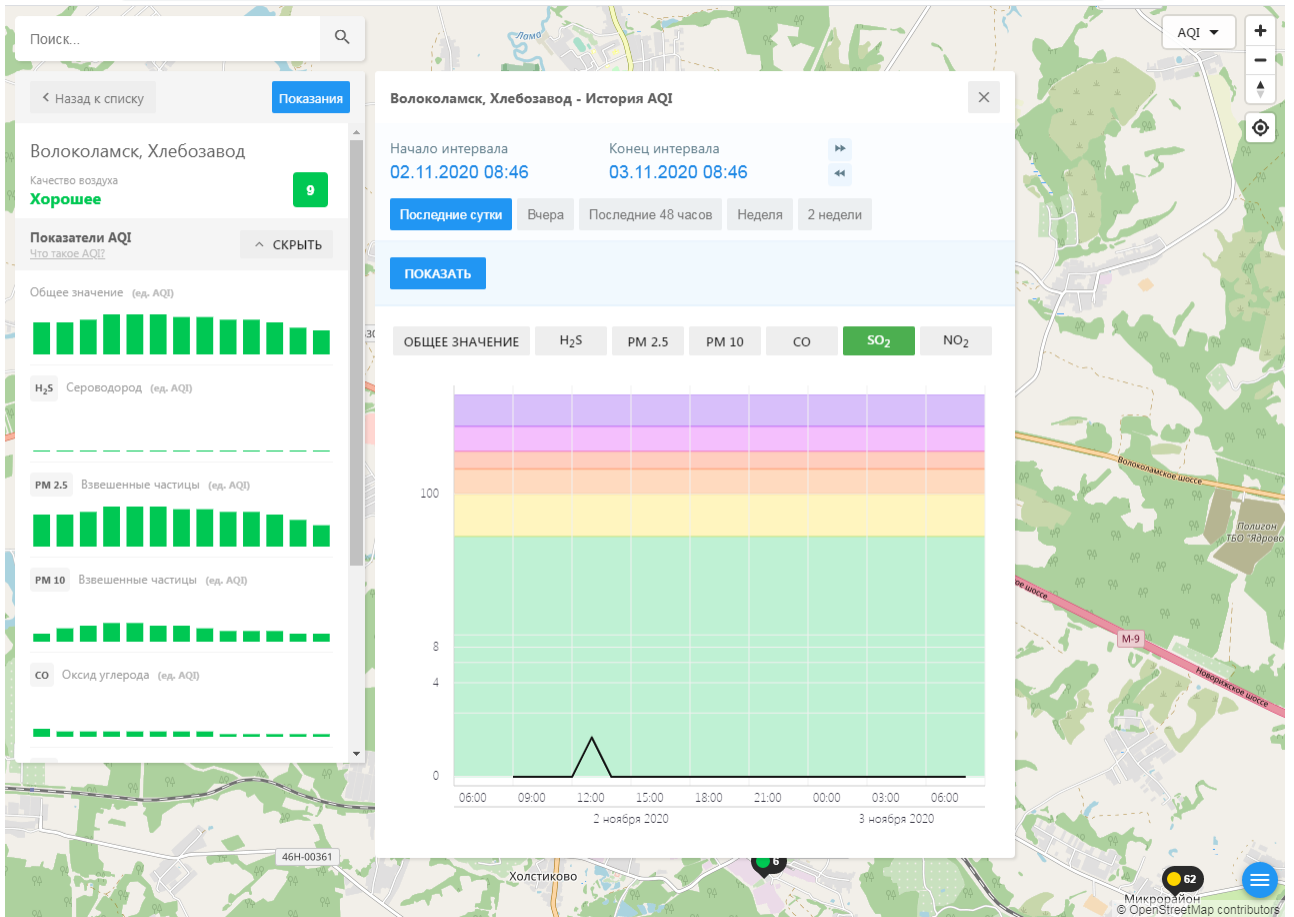 Поиск...
AQI
Назад к списку
Показания
Волоколамск, Хлебозавод
Качество воздуха
Хорошее
9
Показатели AQI
Что такое AQI?
СКРЫТЬ
Общее значение (ед. AQI)
H₂S Сероводород (ед. AQI)
PM 2.5 Взвешенные частицы (ед. AQI)
PM 10 Взвешенные частицы (ед. AQI)
CO Оксид углерода (ед. AQI)
Волоколамск, Хлебозавод - История AQI
Начало интервала
02.11.2020 08:46
Конец интервала
03.11.2020 08:46
Последние сутки
Вчера
Последние 48 часов
Неделя
2 недели
ПОКАЗАТЬ
ОБЩЕЕ ЗНАЧЕНИЕ
H₂S
PM 2.5
PM 10
CO
SO₂
NO₂
100
8
4
0
06:00 09:00 12:00 15:00 18:00 21:00 00:00 03:00 06:00
2 ноября 2020 3 ноября 2020
Ломо
Волоколамское шоссе
Полигон
ТБО "Ядрово
ое шоссе
М-9
Новорижское шоссе
46Н-00361
Холстиково
6
62
Микрорайон
© OpenStreetMap contributors